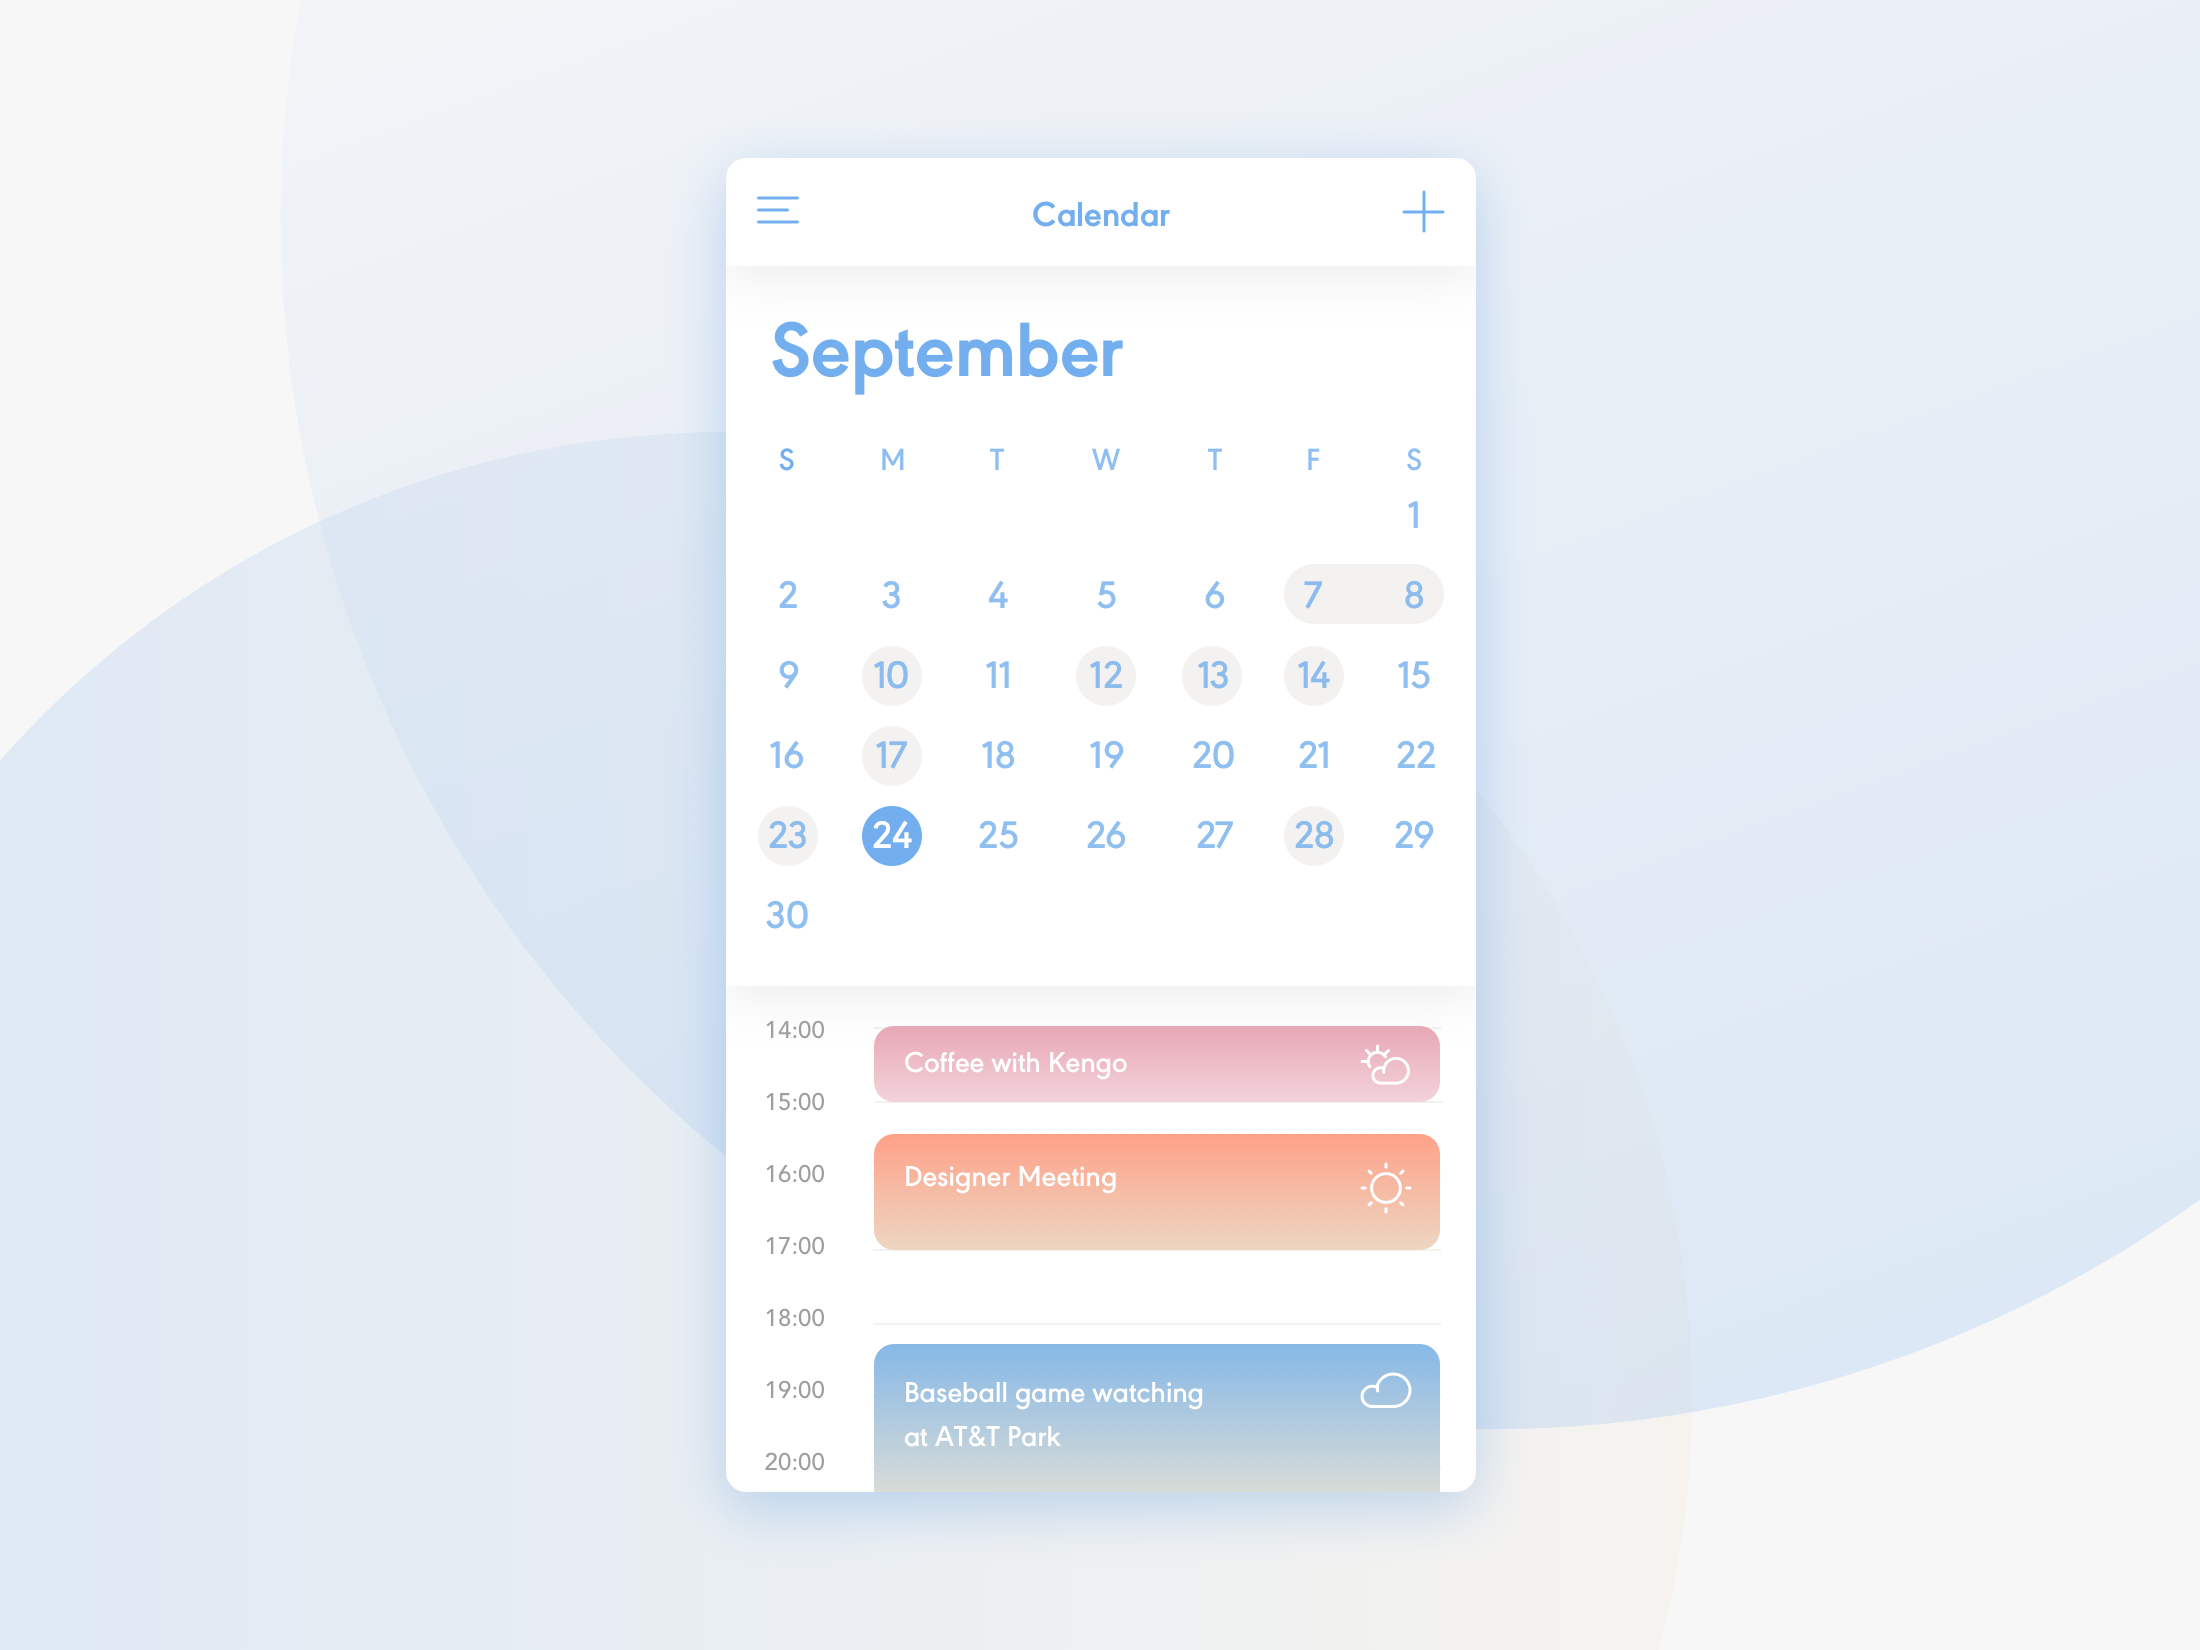 Calendar
September
S M T W T F S
1
2 3 4 5 6 7 8
9 10 11 12 13 14 15
16 17 18 19 20 21 22
23 24 25 26 27 28 29
30
14:00
Coffee with Kengo
15:00
16:00 Designer Meeting
17:00
18:00
19:00 Baseball game watching
at AT&T Park
20:00